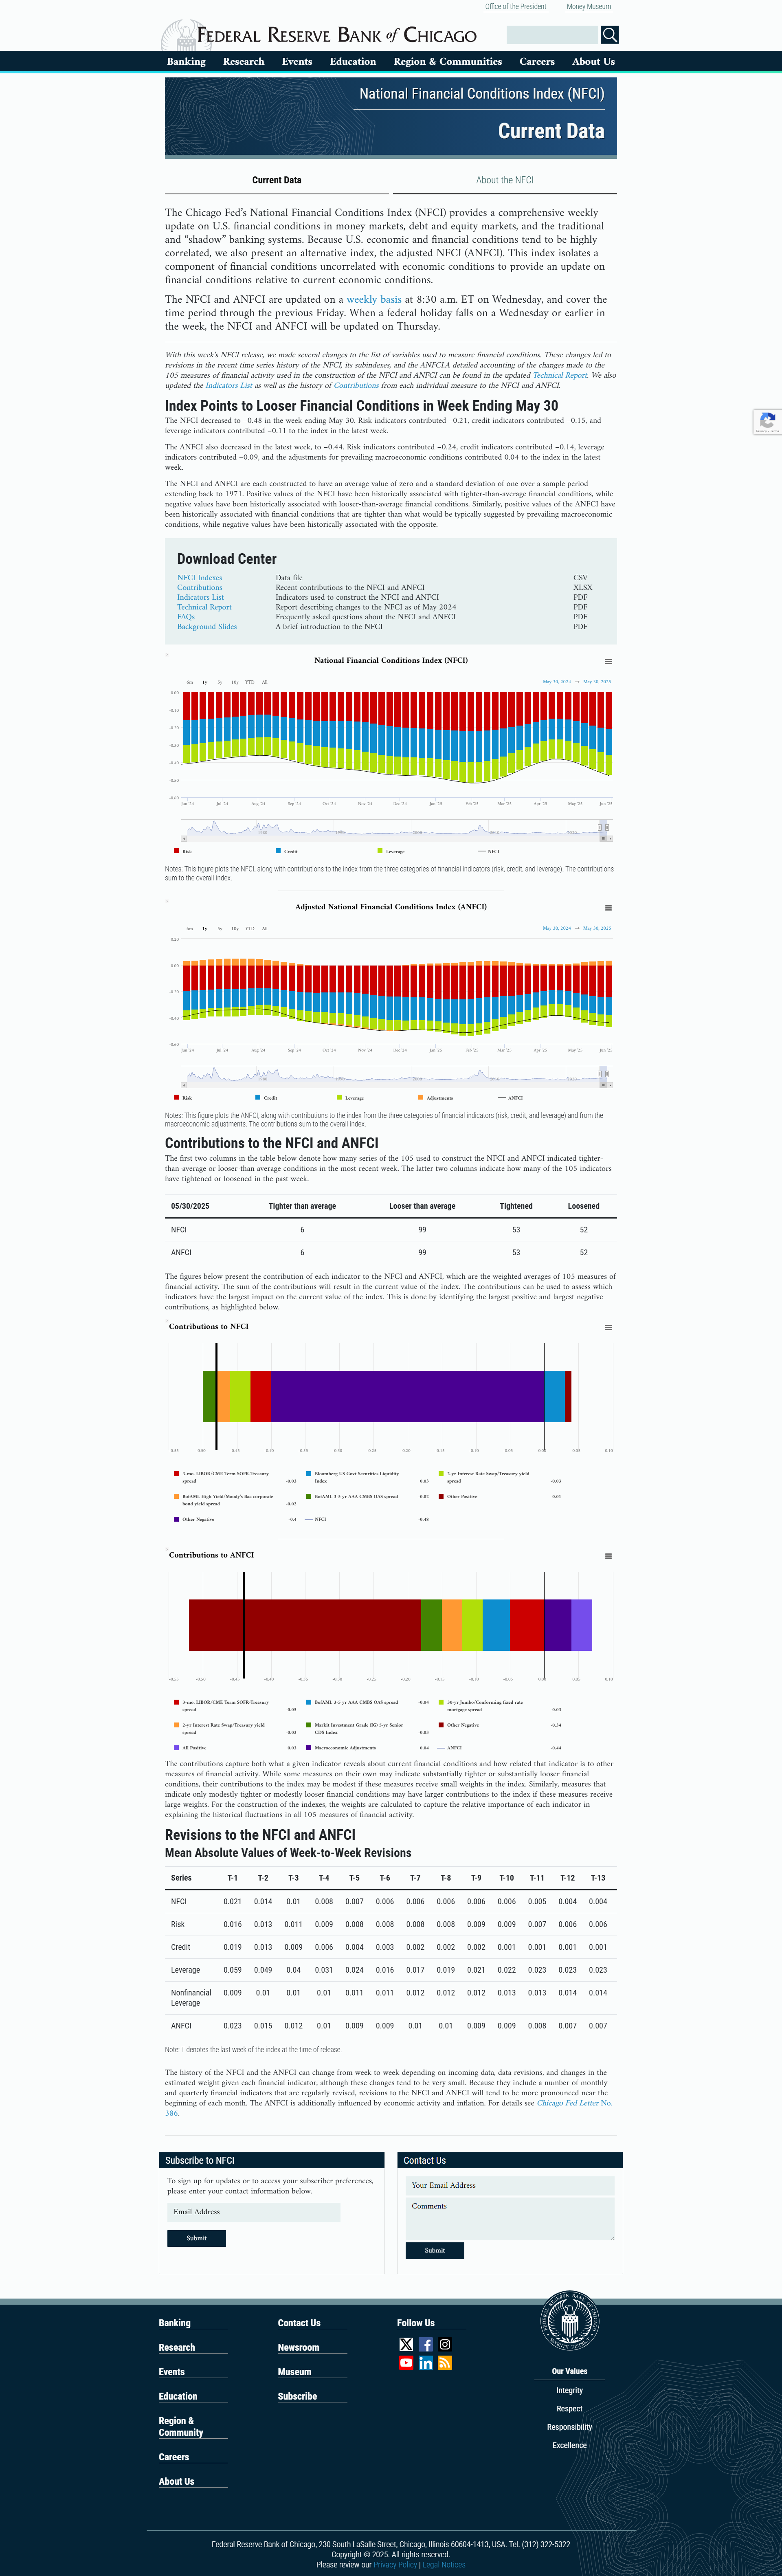 Office of the President Money Museum
FEDERAL RESERVE BANK of CHICAGO
Banking Research Events Education Region & Communities Careers About Us
National Financial Conditions Index (NFCI)
Current Data
Current Data About the NFCI
The Chicago Fed's National Financial Conditions Index (NFCI) provides a comprehensive weekly
update on U.S. financial conditions in money markets, debt and equity markets, and the traditional
and "shadow" banking systems. Because U.S. economic and financial conditions tend to be highly
correlated, we also present an alternative index, the adjusted NFCI (ANFCI). This index isolates a
component of financial conditions uncorrelated with economic conditions to provide an update on
financial conditions relative to current economic conditions.
The NFCI and ANFCI are updated on a weekly basis at 8:30 a.m. ET on Wednesday, and cover the
time period through the previous Friday. When a federal holiday falls on a Wednesday or earlier in
the week, the NFCI and ANFCI will be updated on Thursday.
With this week's NFCI release, we made several changes to the list of variables used to measure financial conditions. These changes led to
revisions in the recent time series history of the NFCI, its subindexes, and the ANFCI.A detailed accounting of the changes made to the
105 measures of financial activity used in the construction of the NFCI and ANFCI can be found in the updated Technical Report. We also
updated the Indicators List as well as the history of Contributions from each individual measure to the NFCI and ANFCI.
Index Points to Looser Financial Conditions in Week Ending May 30
The NFCI decreased to –0.48 in the week ending May 30. Risk indicators contributed –0.21, credit indicators contributed –0.15, and
leverage indicators contributed –0.11 to the index in the latest week.
The ANFCI also decreased in the latest week, to –0.44. Risk indicators contributed –0.24, credit indicators contributed –0.14, leverage
indicators contributed –0.09, and the adjustments for prevailing macroeconomic conditions contributed 0.04 to the index in the latest
week.
The NFCI and ANFCI are each constructed to have an average value of zero and a standard deviation of one over a sample period
extending back to 1971. Positive values of the NFCI have been historically associated with tighter-than-average financial conditions, while
negative values have been historically associated with looser-than-average financial conditions. Similarly, positive values of the ANFCI have
been historically associated with financial conditions that are tighter than what would be typically suggested by prevailing macroeconomic
conditions, while negative values have been historically associated with the opposite.
Download Center
NFCI Indexes Data file CSV
Contributions Recent contributions to the NFCI and ANFCI XLSX
Indicators List Indicators used to construct the NFCI and ANFCI PDF
Technical Report Report describing changes to the NFCI as of May 2024 PDF
FAQs Frequently asked questions about the NFCI and ANFCI PDF
Background Slides A brief introduction to the NFCI PDF
National Financial Conditions Index (NFCI)
6m 1y 5y 10y YTD All May 30, 2024 → May 30, 2025
0.00
-0.10
-0.20
-0.30
-0.40
-0.50
-0.60
Jun '24 Jul '24 Aug '24 Sep '24 Oct '24 Nov '24 Dec '24 Jan '25 Feb '25 Mar '25 Apr '25 May '25 Jun '25
Risk Credit Leverage NFCI
Notes: This figure plots the NFCI, along with contributions to the index from the three categories of financial indicators (risk, credit, and leverage). The contributions
sum to the overall index.
Adjusted National Financial Conditions Index (ANFCI)
6m 1y 5y 10y YTD All May 30, 2024 → May 30, 2025
0.20
0.00
-0.20
-0.40
-0.60
Jun '24 Jul '24 Aug '24 Sep '24 Oct '24 Nov '24 Dec '24 Jan '25 Feb '25 Mar '25 Apr '25 May '25 Jun '25
Risk Credit Leverage Adjustments ANFCI
Notes: This figure plots the ANFCI, along with contributions to the index from the three categories of financial indicators (risk, credit, and leverage) and from the
macroeconomic adjustments. The contributions sum to the overall index.
Contributions to the NFCI and ANFCI
The first two columns in the table below denote how many series of the 105 used to construct the NFCI and ANFCI indicated tighter-
than-average or looser-than-average conditions in the most recent week. The latter two columns indicate how many of the 105 indicators
have tightened or loosened in the past week.
05/30/2025 Tighter than average Looser than average Tightened Loosened
NFCI 6 99 53 52
ANFCI 6 99 53 52
The figures below present the contribution of each indicator to the NFCI and ANFCI, which are the weighted averages of 105 measures of
financial activity. The sum of the contributions will result in the current value of the index. The contributions can be used to assess which
indicators have the largest impact on the current value of the index. This is done by identifying the largest positive and largest negative
contributions, as highlighted below.
Contributions to NFCI
-0.55 -0.50 -0.45 -0.40 -0.35 -0.30 -0.25 -0.20 -0.15 -0.10 -0.05 0.00 0.05 0.10
3-mo. LIBOR/CME Term SOFR-Treasury Bloomberg US Govt Securities Liquidity 2-yr Interest Rate Swap/Treasury yield
spread -0.03 Index 0.03 spread -0.03
BofAML High Yield/Moody's Baa corporate BofAML 3-5 yr AAA CMBS OAS spread -0.02 Other Positive 0.01
bond yield spread -0.02
Other Negative -0.4 NFCI -0.48
Contributions to ANFCI
-0.55 -0.50 -0.45 -0.40 -0.35 -0.30 -0.25 -0.20 -0.15 -0.10 -0.05 0.00 0.05 0.10
3-mo. LIBOR/CME Term SOFR-Treasury BofAML 3-5 yr AAA CMBS OAS spread -0.04 30-yr Jumbo/Conforming fixed rate
spread -0.05 mortgage spread -0.03
2-yr Interest Rate Swap/Treasury yield Markit Investment Grade (IG) 5-yr Senior Other Negative -0.34
spread -0.03 CDS Index -0.03
All Positive 0.03 Macroeconomic Adjustments 0.04 ANFCI -0.44
The contributions capture both what a given indicator reveals about current financial conditions and how related that indicator is to other
measures of financial activity. While some measures on their own may indicate substantially tighter or substantially looser financial
conditions, their contributions to the index may be modest if these measures receive small weights in the index. Similarly, measures that
indicate only modestly tighter or modestly looser financial conditions may have larger contributions to the index if these measures receive
large weights. For the construction of the indexes, the weights are calculated to capture the relative importance of each indicator in
explaining the historical fluctuations in all 105 measures of financial activity.
Revisions to the NFCI and ANFCI
Mean Absolute Values of Week-to-Week Revisions
Series T-1 T-2 T-3 T-4 T-5 T-6 T-7 T-8 T-9 T-10 T-11 T-12 T-13
NFCI 0.021 0.014 0.01 0.008 0.007 0.006 0.006 0.006 0.006 0.006 0.005 0.004 0.004
Risk 0.016 0.013 0.011 0.009 0.008 0.008 0.008 0.008 0.009 0.009 0.007 0.006 0.006
Credit 0.019 0.013 0.009 0.006 0.004 0.003 0.002 0.002 0.002 0.001 0.001 0.001 0.001
Leverage 0.059 0.049 0.04 0.031 0.024 0.016 0.017 0.019 0.021 0.022 0.023 0.023 0.023
Nonfinancial 0.009 0.01 0.01 0.01 0.011 0.011 0.012 0.012 0.012 0.013 0.013 0.014 0.014
Leverage
ANFCI 0.023 0.015 0.012 0.01 0.009 0.009 0.01 0.01 0.009 0.009 0.008 0.007 0.007
Note: T denotes the last week of the index at the time of release.
The history of the NFCI and the ANFCI can change from week to week depending on incoming data, data revisions, and changes in the
estimated weight given each financial indicator, although these changes tend to be very small. Because they include a number of monthly
and quarterly financial indicators that are regularly revised, revisions to the NFCI and ANFCI will tend to be more pronounced near the
beginning of each month. The ANFCI is additionally influenced by economic activity and inflation. For details see Chicago Fed Letter No.
386.
Subscribe to NFCI
To sign up for updates or to access your subscriber preferences,
please enter your contact information below.
Email Address
Submit
Contact Us
Your Email Address
Comments
Submit
Banking
Research
Events
Education
Region &
Community
Careers
About Us
Contact Us
Newsroom
Museum
Subscribe
Follow Us
FEDERAL RESERVE BANK OF CHICAGO
SEVENTH DISTRICT
Our Values
Integrity
Respect
Responsibility
Excellence
Federal Reserve Bank of Chicago, 230 South LaSalle Street, Chicago, Illinois 60604-1413, USA. Tel. (312) 322-5322
Copyright © 2025. All rights reserved.
Please review our Privacy Policy | Legal Notices
Privacy - Terms